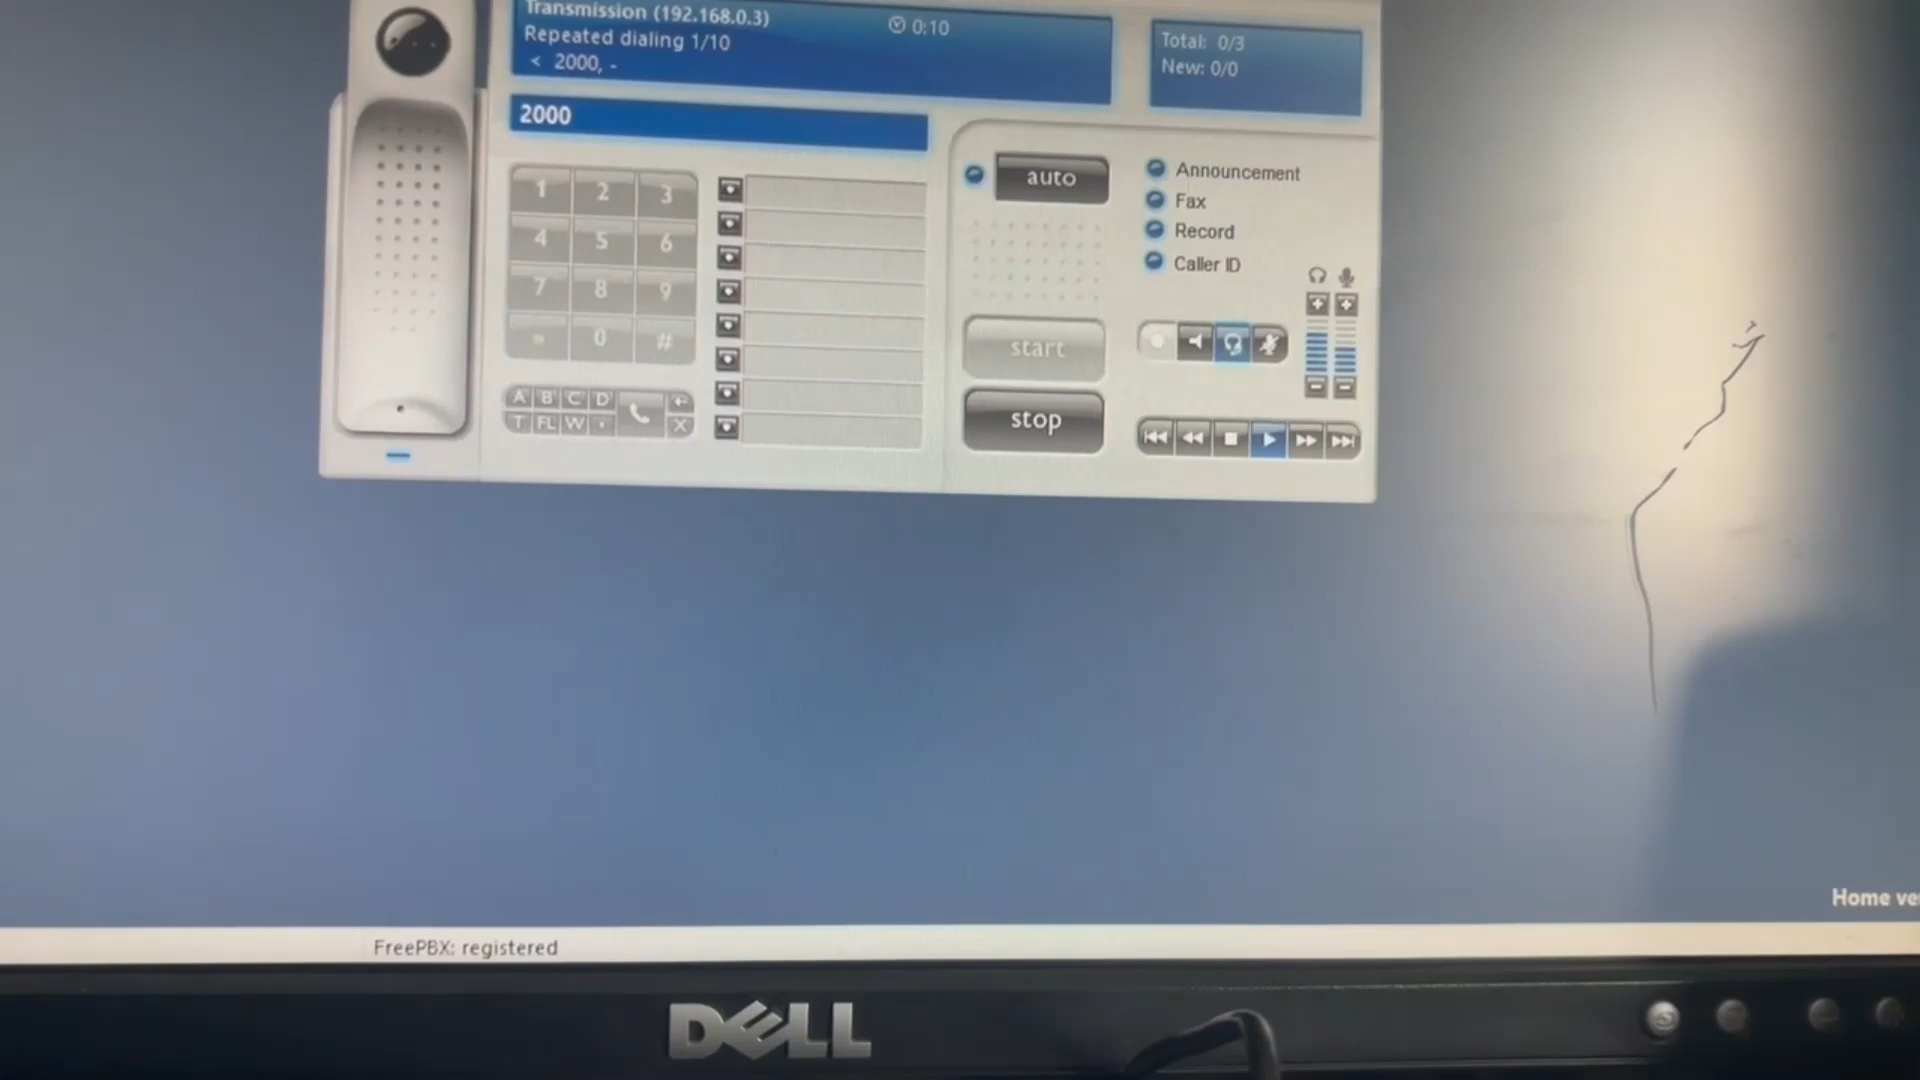 Transmission (192.168.0.3)
0:10
Repeated dialing 1/10
< 2000, -
Total: 0/3
New: 0/0
2000
1 2 3
4 5 6
7 8 9
0 #
A B C D
T FL W , X
auto
start
stop
Announcement
Fax
Record
Caller ID
Home
FreePBX: registered
DELL